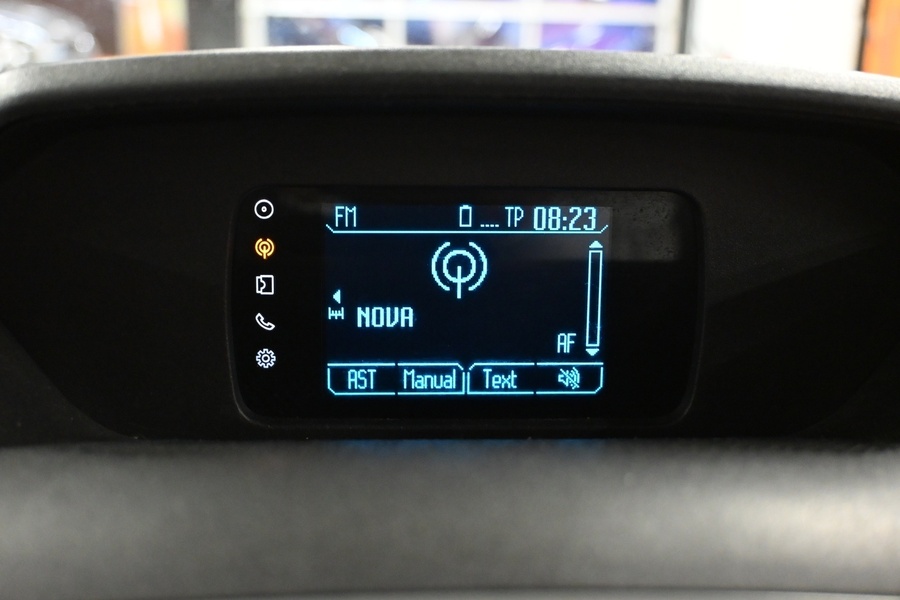 FM TP 08:23
NOVA
AF
AST Manual Text